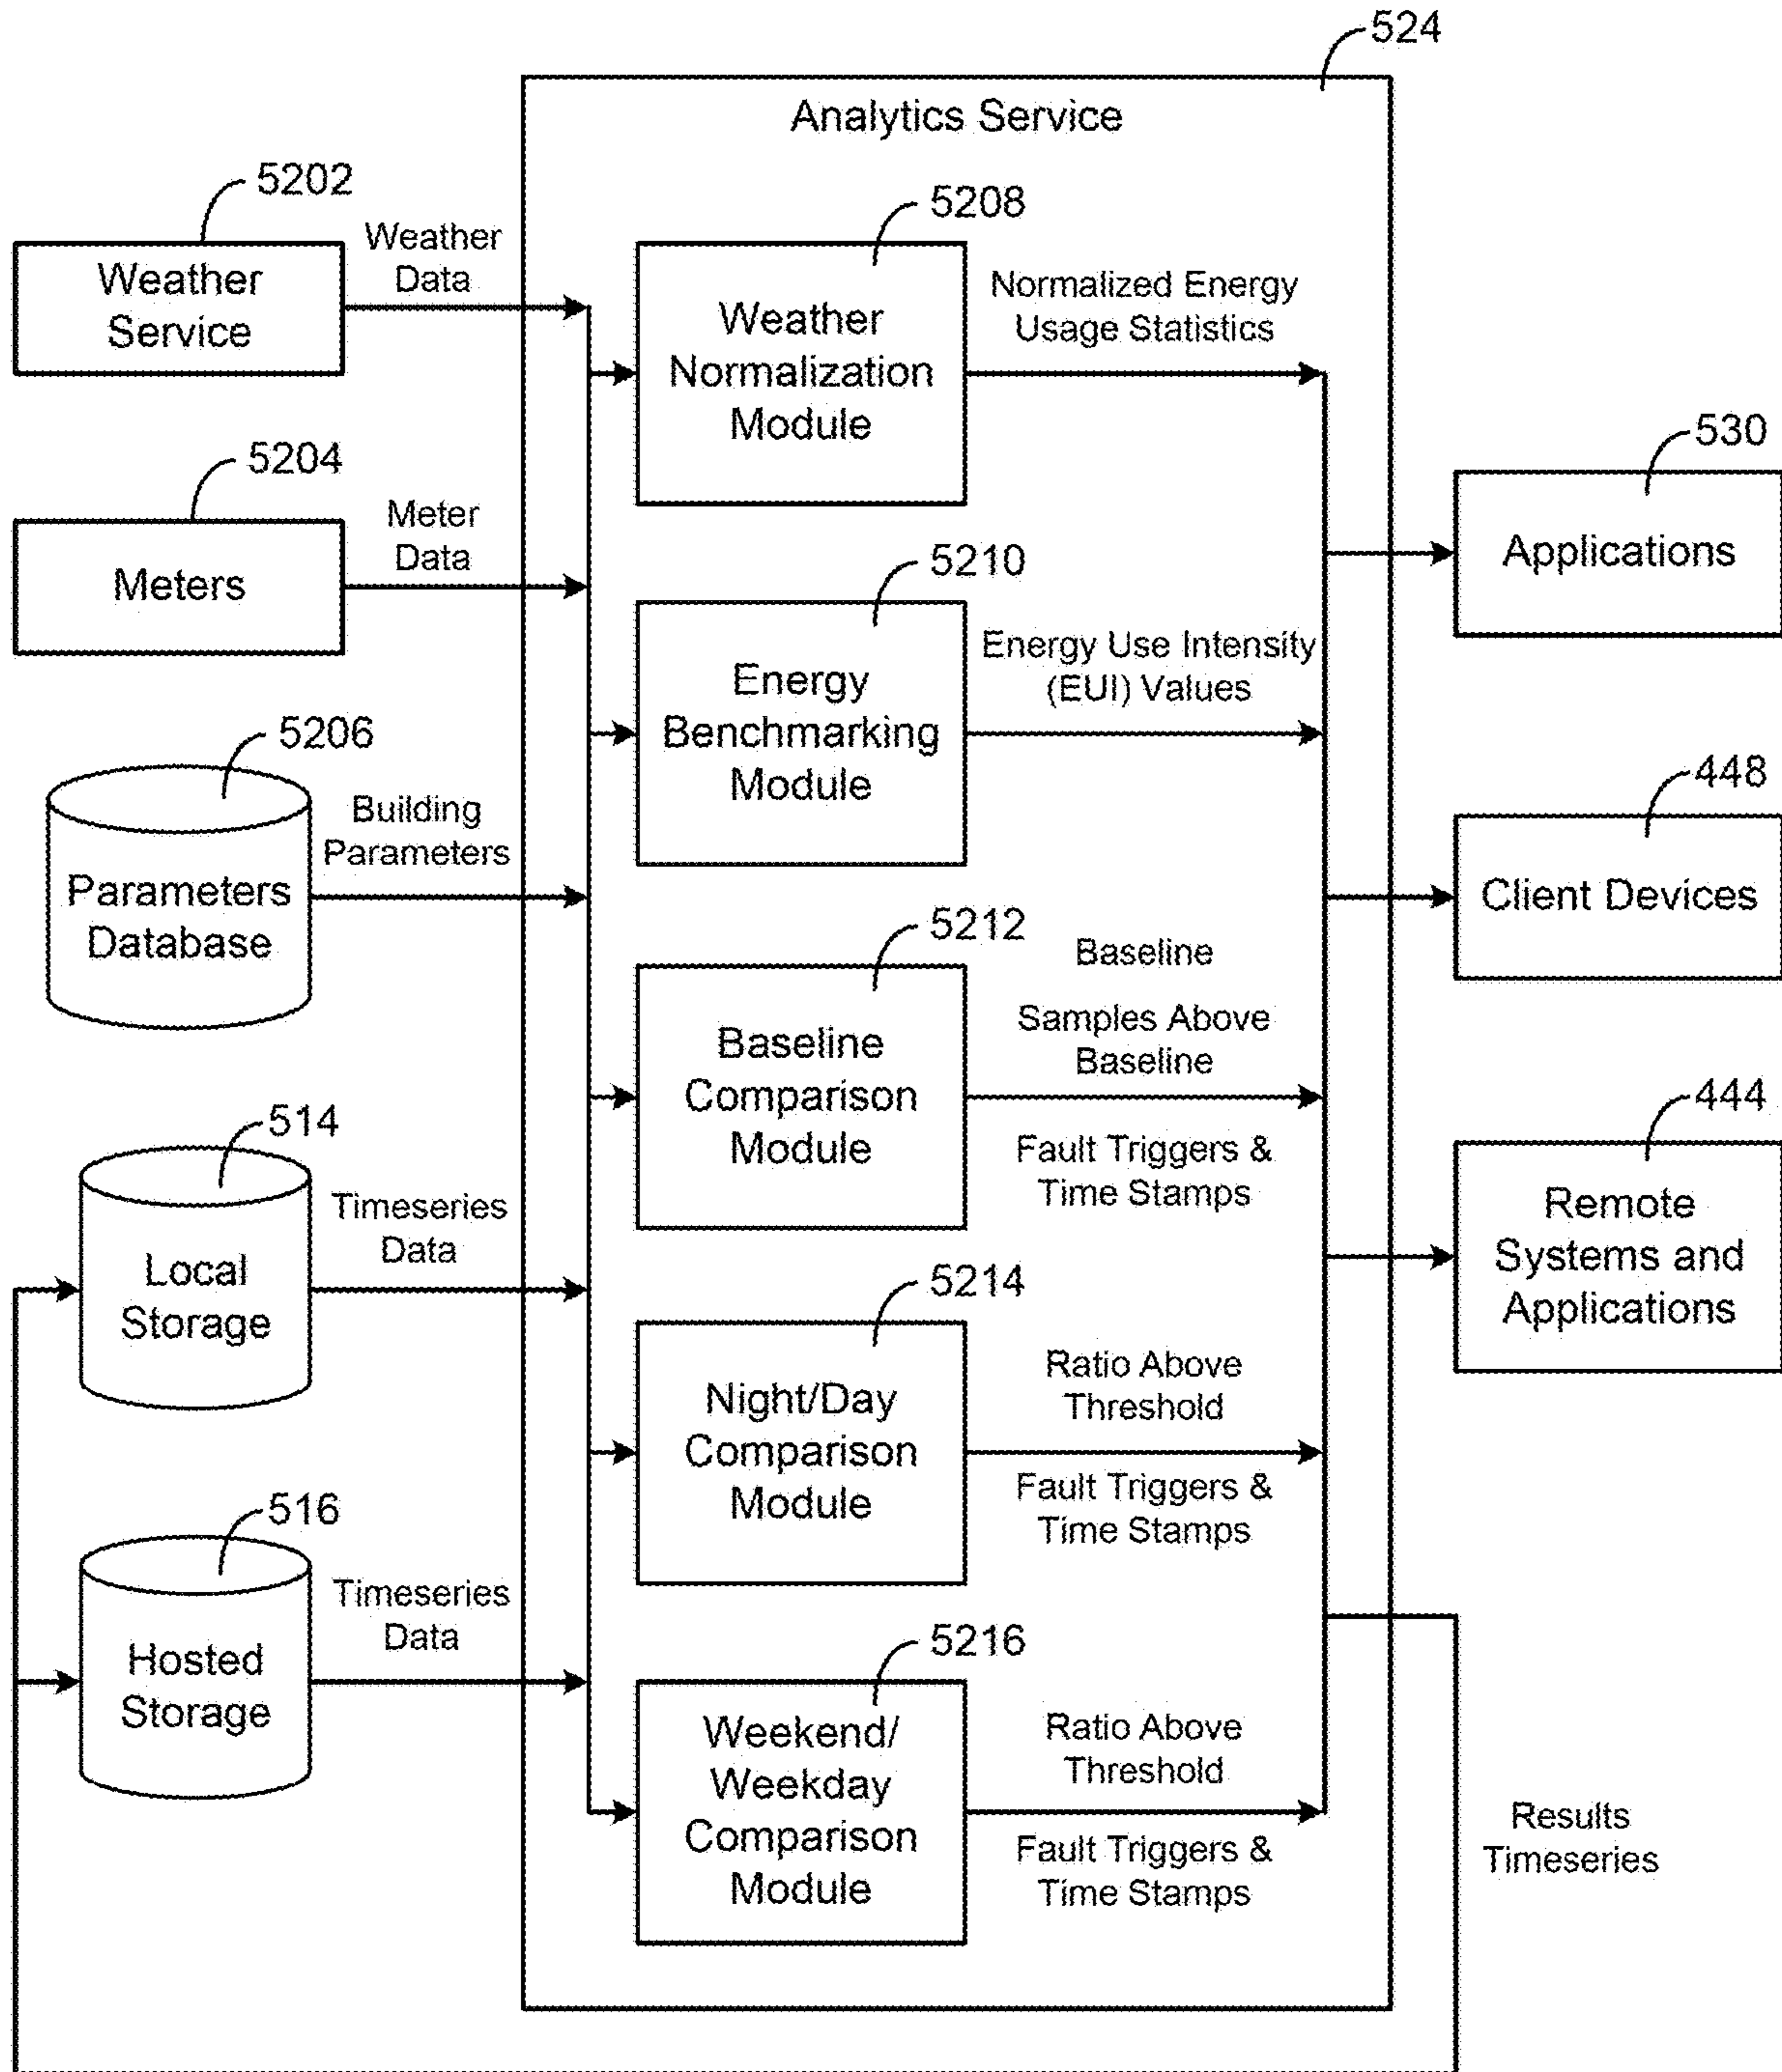 524
Analytics Service
5202
Weather
Service
Weather
Data
5204
Meters
Meter
Data
5206
Parameters
Database
Building
Parameters
514
Local
Storage
Timeseries
Data
516
Hosted
Storage
Timeseries
Data
5208
Weather
Normalization
Module
Normalized Energy
Usage Statistics
5210
Energy
Benchmarking
Module
Energy Use Intensity
(EUI) Values
5212
Baseline
Comparison
Module
Baseline
Samples Above
Baseline
Fault Triggers &
Time Stamps
5214
Night/Day
Comparison
Module
Ratio Above
Threshold
Fault Triggers &
Time Stamps
5216
Weekend/
Weekday
Comparison
Module
Ratio Above
Threshold
Fault Triggers &
Time Stamps
530
Applications
448
Client Devices
444
Remote
Systems and
Applications
Results
Timeseries